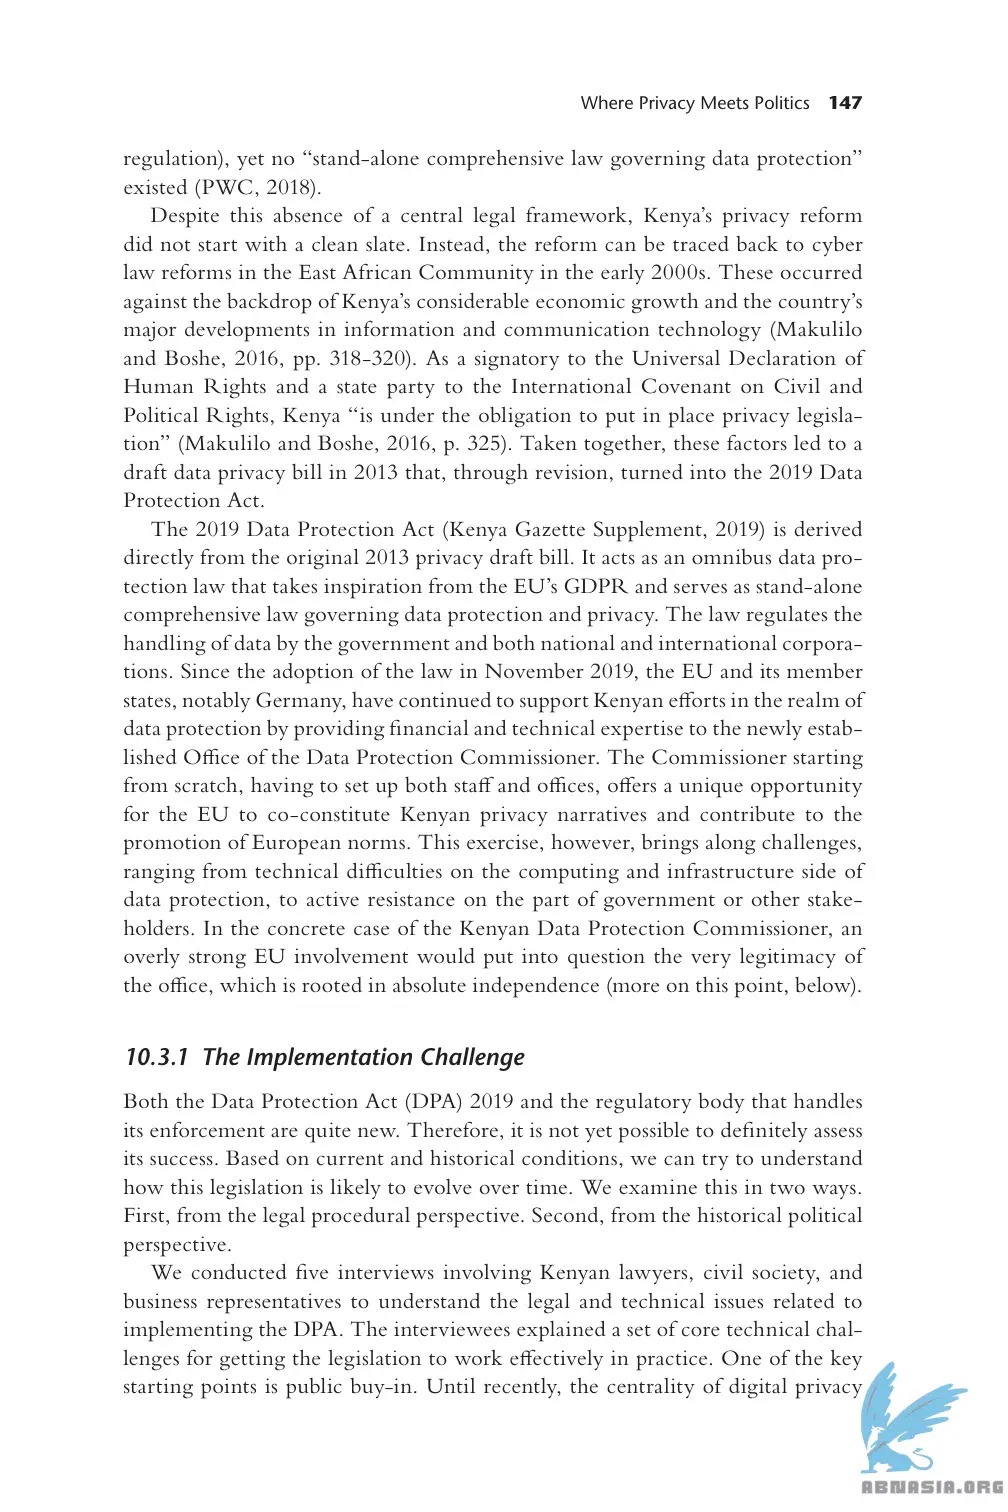 Where Privacy Meets Politics 147
regulation), yet no “stand-alone comprehensive law governing data protection”
existed (PWC, 2018).
Despite this absence of a central legal framework, Kenya’s privacy reform
did not start with a clean slate. Instead, the reform can be traced back to cyber
law reforms in the East African Community in the early 2000s. These occurred
against the backdrop of Kenya’s considerable economic growth and the country’s
major developments in information and communication technology (Makulilo
and Boshe, 2016, pp. 318-320). As a signatory to the Universal Declaration of
Human Rights and a state party to the International Covenant on Civil and
Political Rights, Kenya “is under the obligation to put in place privacy legisla-
tion” (Makulilo and Boshe, 2016, p. 325). Taken together, these factors led to a
draft data privacy bill in 2013 that, through revision, turned into the 2019 Data
Protection Act.
The 2019 Data Protection Act (Kenya Gazette Supplement, 2019) is derived
directly from the original 2013 privacy draft bill. It acts as an omnibus data pro-
tection law that takes inspiration from the EU’s GDPR and serves as stand-alone
comprehensive law governing data protection and privacy. The law regulates the
handling of data by the government and both national and international corpora-
tions. Since the adoption of the law in November 2019, the EU and its member
states, notably Germany, have continued to support Kenyan efforts in the realm of
data protection by providing financial and technical expertise to the newly estab-
lished Office of the Data Protection Commissioner. The Commissioner starting
from scratch, having to set up both staff and offices, offers a unique opportunity
for the EU to co-constitute Kenyan privacy narratives and contribute to the
promotion of European norms. This exercise, however, brings along challenges,
ranging from technical difficulties on the computing and infrastructure side of
data protection, to active resistance on the part of government or other stake-
holders. In the concrete case of the Kenyan Data Protection Commissioner, an
overly strong EU involvement would put into question the very legitimacy of
the office, which is rooted in absolute independence (more on this point, below).
10.3.1 The Implementation Challenge
Both the Data Protection Act (DPA) 2019 and the regulatory body that handles
its enforcement are quite new. Therefore, it is not yet possible to definitely assess
its success. Based on current and historical conditions, we can try to understand
how this legislation is likely to evolve over time. We examine this in two ways.
First, from the legal procedural perspective. Second, from the historical political
perspective.
We conducted five interviews involving Kenyan lawyers, civil society, and
business representatives to understand the legal and technical issues related to
implementing the DPA. The interviewees explained a set of core technical chal-
lenges for getting the legislation to work effectively in practice. One of the key
starting points is public buy-in. Until recently, the centrality of digital privacy
ABNASIA.ORG